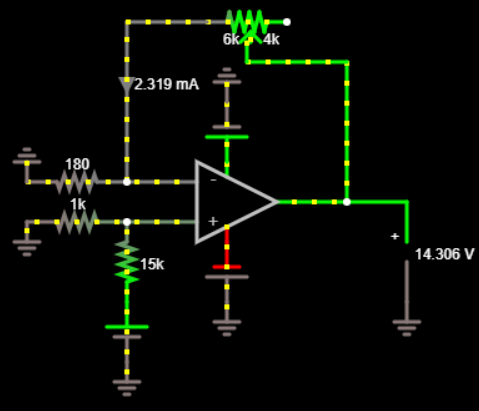 6k 4k
2.319 mA
-
180
1k
+
+
14.306 V
15k